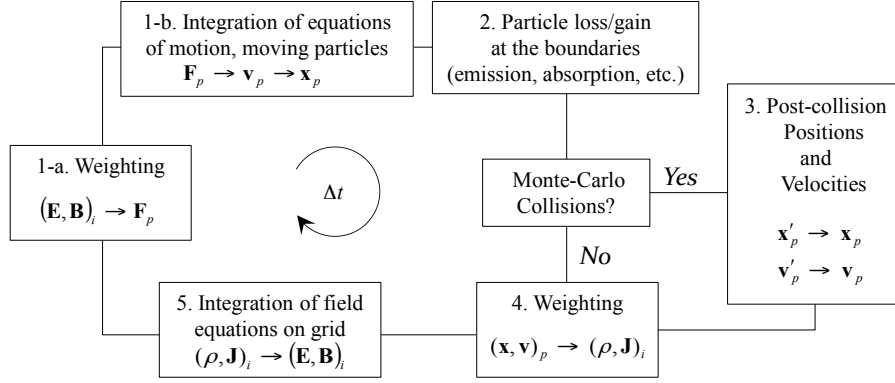 1-b. Integration of equations
of motion, moving particles
F_p → v_p → x_p
2. Particle loss/gain
at the boundaries
(emission, absorption, etc.)
3. Post-collision
Positions
and
Velocities
x′_p → x_p
v′_p → v_p
1-a. Weighting
(E, B)_i → F_p
Δt
Monte-Carlo
Collisions?
Yes
No
5. Integration of field
equations on grid
(ρ, J)_i → (E, B)_i
4. Weighting
(x, v)_p → (ρ, J)_i